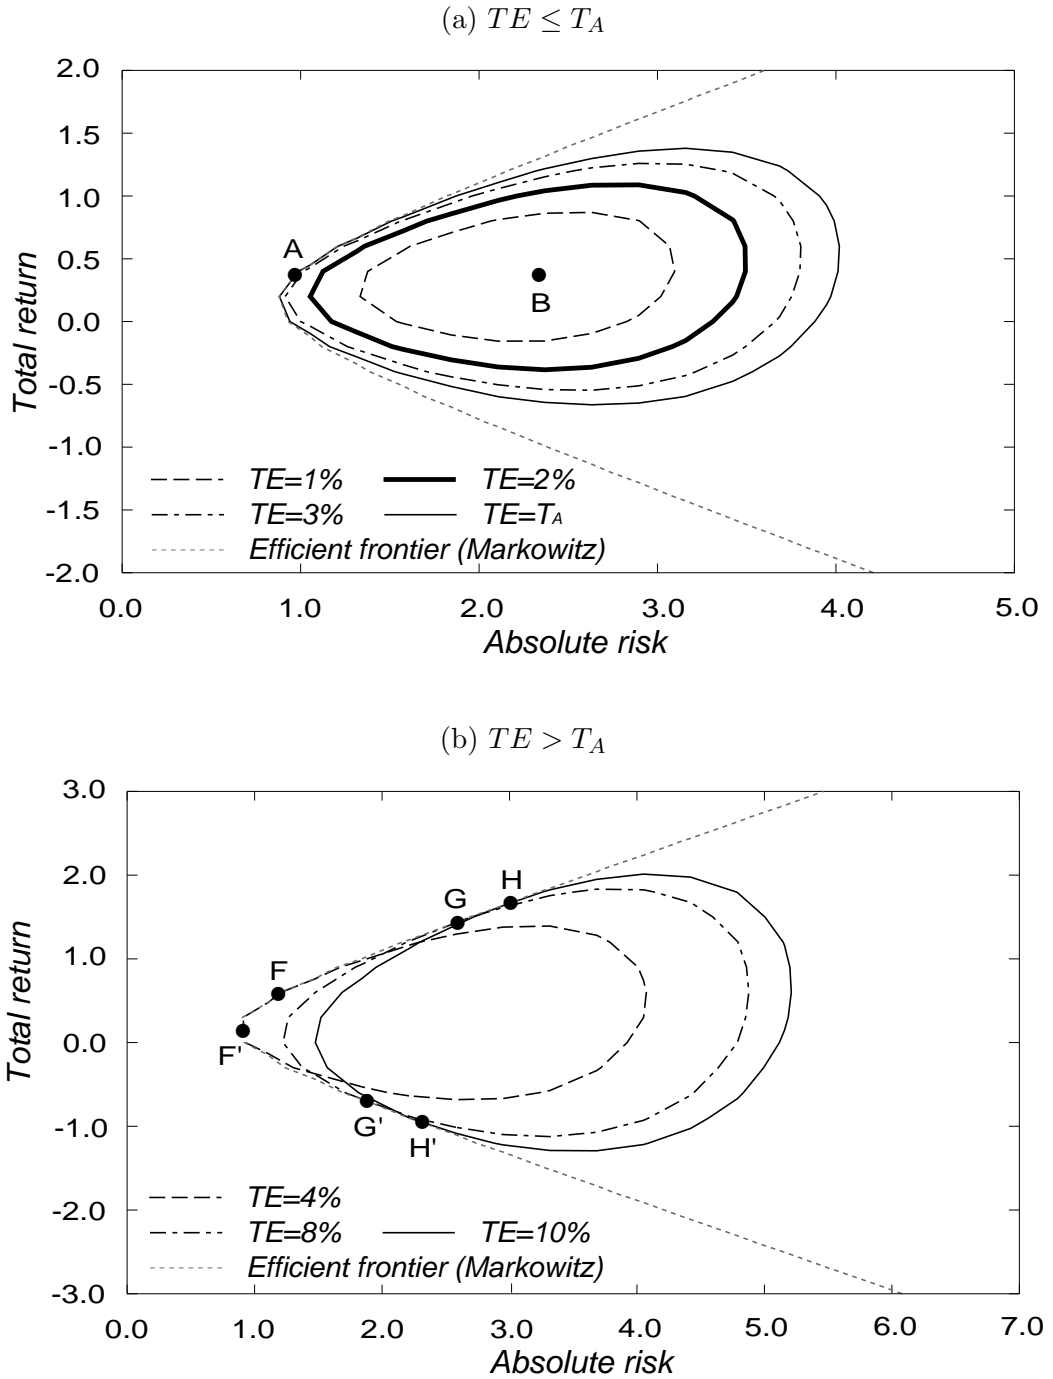 (a) TE ≤ T_A
2.0
1.5
1.0
0.5
0.0
-0.5
-1.0
-1.5
-2.0
Total return
A
B
TE=1% TE=2%
TE=3% TE=T_A
Efficient frontier (Markowitz)
0.0 1.0 2.0 3.0 4.0 5.0
Absolute risk
(b) TE > T_A
3.0
2.0
1.0
0.0
-1.0
-2.0
-3.0
Total return
H
G
F
F'
G'
H'
TE=4%
TE=8% TE=10%
Efficient frontier (Markowitz)
0.0 1.0 2.0 3.0 4.0 5.0 6.0 7.0
Absolute risk